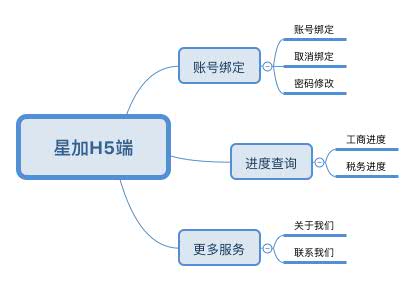 星加H5端
账号绑定
账号绑定
取消绑定
密码修改
进度查询
工商进度
税务进度
更多服务
关于我们
联系我们